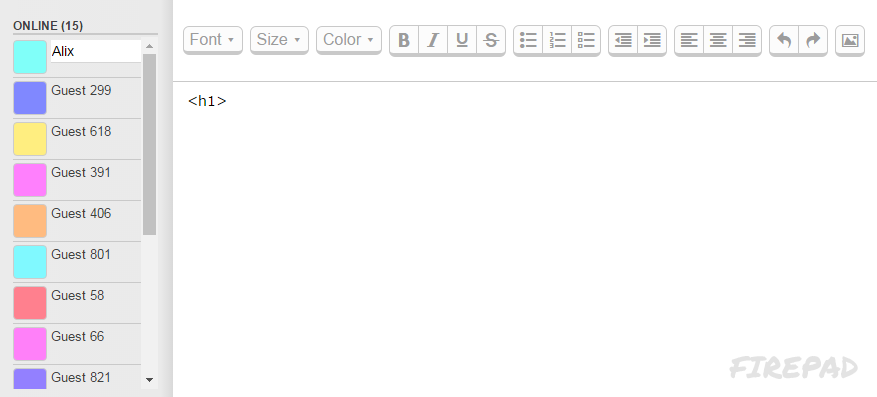 ONLINE (15)
Alix
Guest 299
Guest 618
Guest 391
Guest 406
Guest 801
Guest 58
Guest 66
Guest 821
Font Size Color B I U S
<h1>
FIREPAD